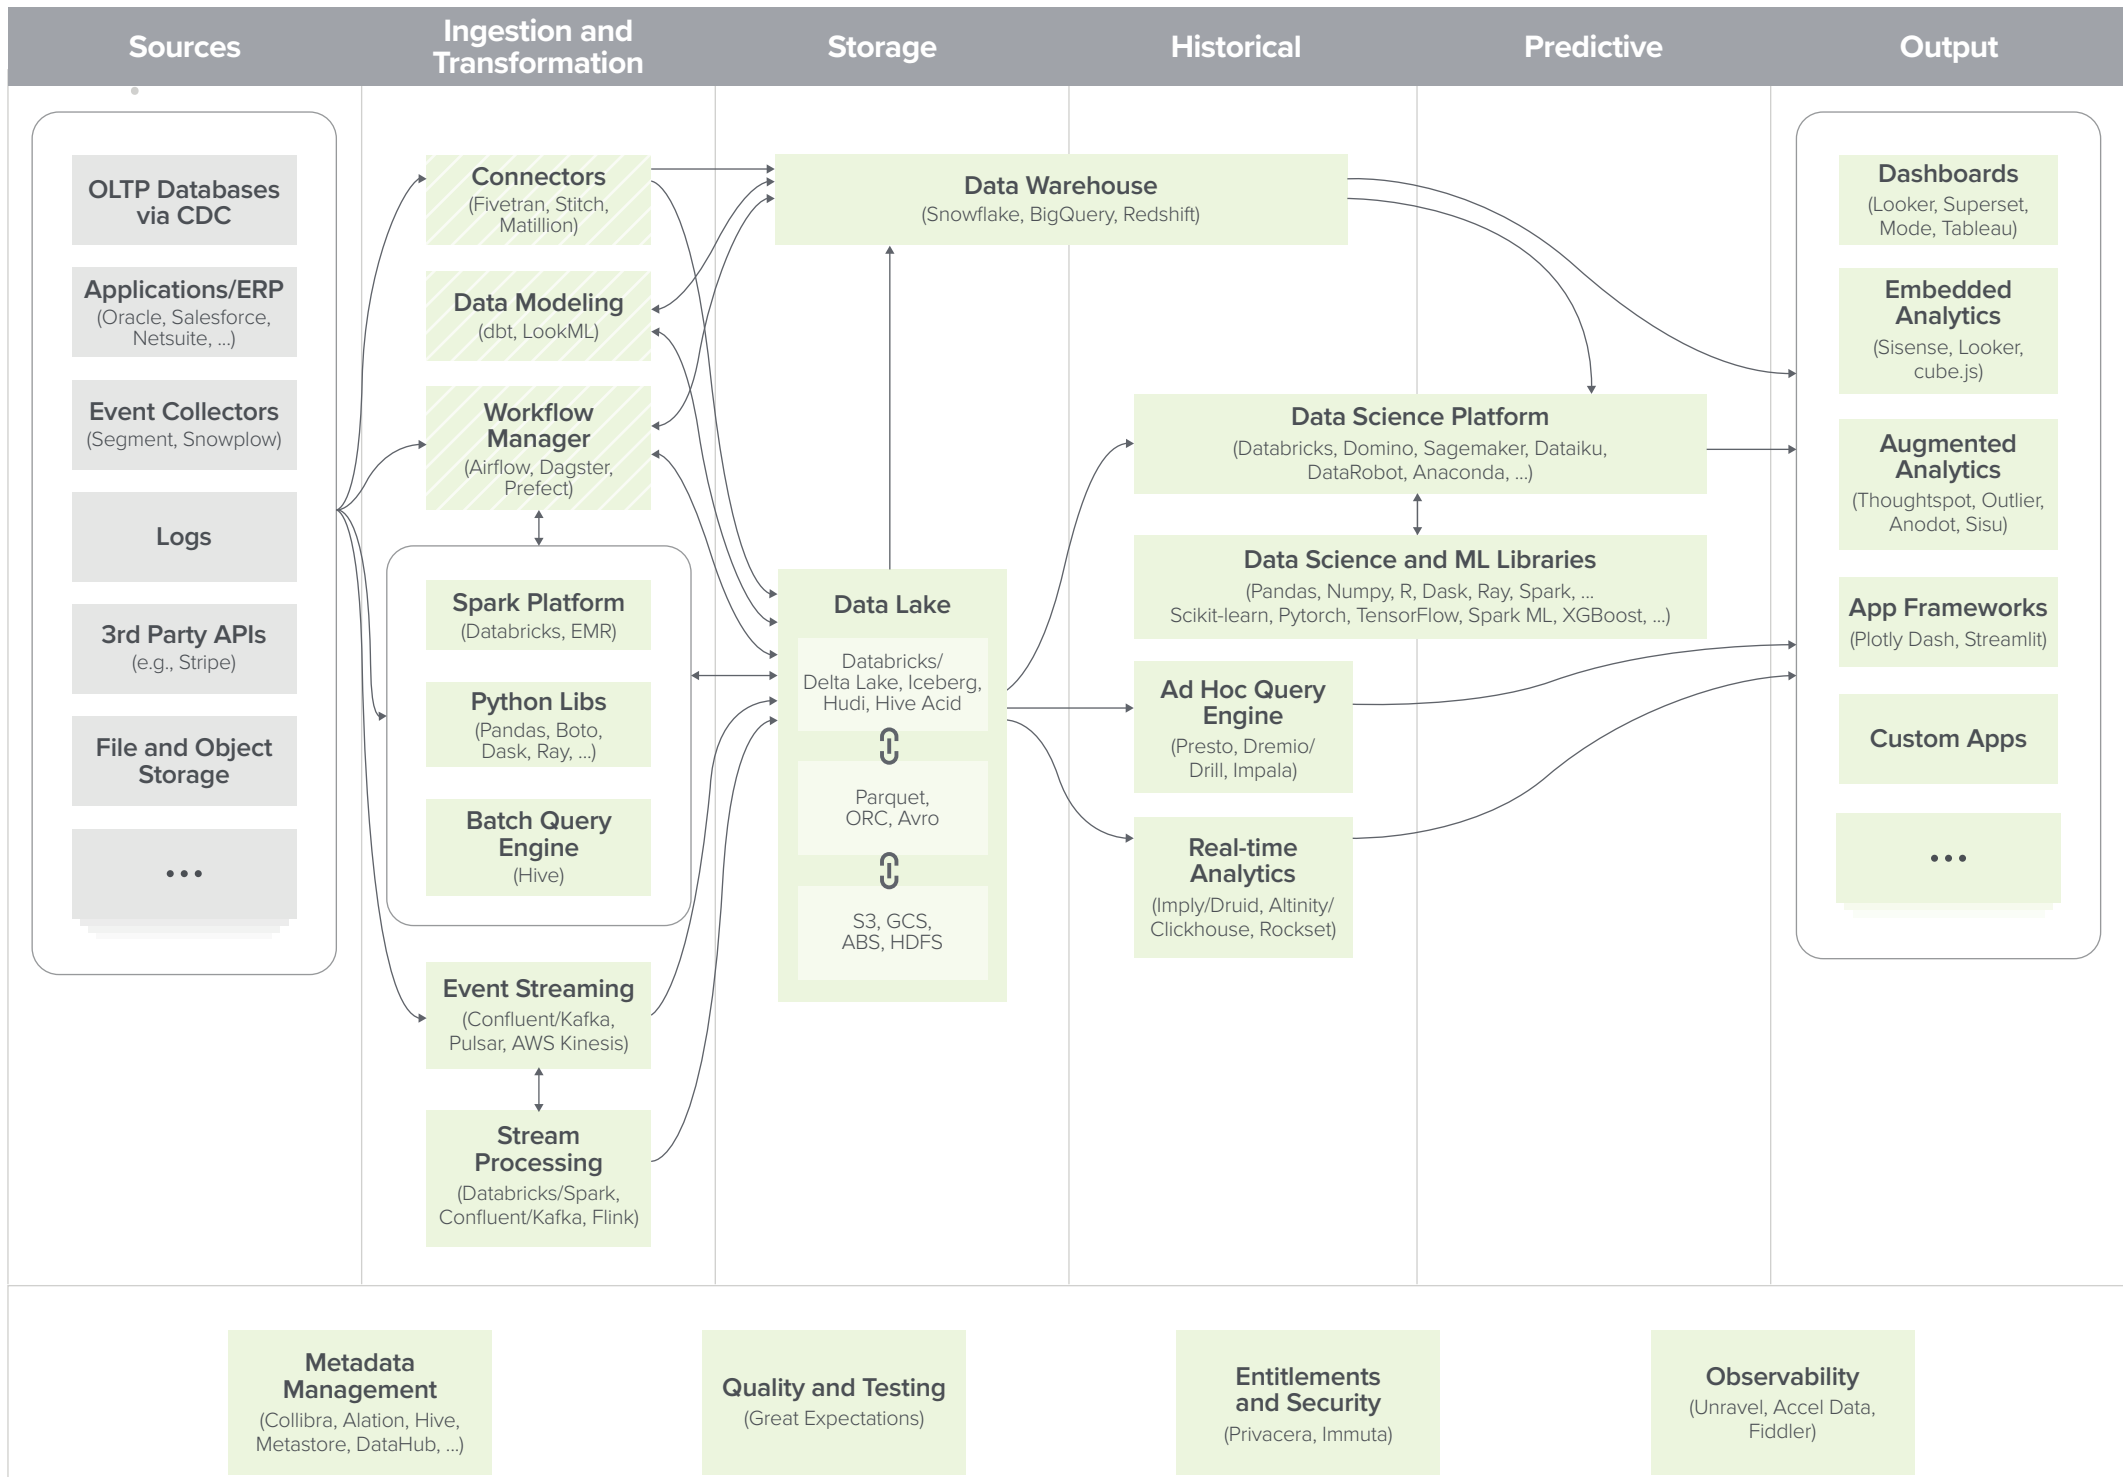 Sources
Ingestion and
Transformation
Storage
Historical
Predictive
Output
OLTP Databases
via CDC
Applications/ERP
(Oracle, Salesforce,
Netsuite, ...)
Event Collectors
(Segment, Snowplow)
Logs
3rd Party APIs
(e.g., Stripe)
File and Object
Storage
...
Connectors
(Fivetran, Stitch,
Matillion)
Data Modeling
(dbt, LookML)
Workflow
Manager
(Airflow, Dagster,
Prefect)
Spark Platform
(Databricks, EMR)
Python Libs
(Pandas, Boto,
Dask, Ray, ...)
Batch Query
Engine
(Hive)
Event Streaming
(Confluent/Kafka,
Pulsar, AWS Kinesis)
Stream
Processing
(Databricks/Spark,
Confluent/Kafka, Flink)
Data Warehouse
(Snowflake, BigQuery, Redshift)
Data Lake
Databricks/
Delta Lake, Iceberg,
Hudi, Hive Acid
Parquet,
ORC, Avro
S3, GCS,
ABS, HDFS
Data Science Platform
(Databricks, Domino, Sagemaker, Dataiku,
DataRobot, Anaconda, ...)
Data Science and ML Libraries
(Pandas, Numpy, R, Dask, Ray, Spark, ...
Scikit-learn, Pytorch, TensorFlow, Spark ML, XGBoost, ...)
Ad Hoc Query
Engine
(Presto, Dremio/
Drill, Impala)
Real-time
Analytics
(Imply/Druid, Altinity/
Clickhouse, Rockset)
Dashboards
(Looker, Superset,
Mode, Tableau)
Embedded
Analytics
(Sisense, Looker,
cube.js)
Augmented
Analytics
(Thoughtspot, Outlier,
Anodot, Sisu)
App Frameworks
(Plotly Dash, Streamlit)
Custom Apps
...
Metadata
Management
(Collibra, Alation, Hive,
Metastore, DataHub, ...)
Quality and Testing
(Great Expectations)
Entitlements
and Security
(Privacera, Immuta)
Observability
(Unravel, Accel Data,
Fiddler)